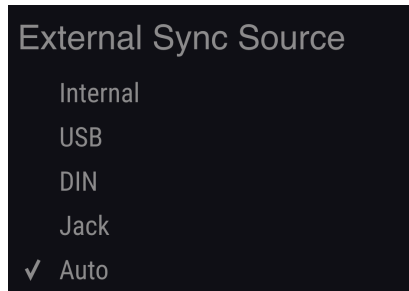 External Sync Source
Internal
USB
DIN
Jack
✓ Auto